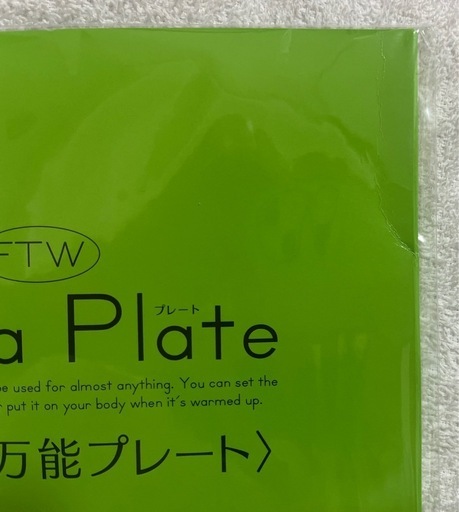 FTW
プレート
a Plate
be used for almost anything. You can set the
put it on your body when it's warmed up.
万能プレート〉